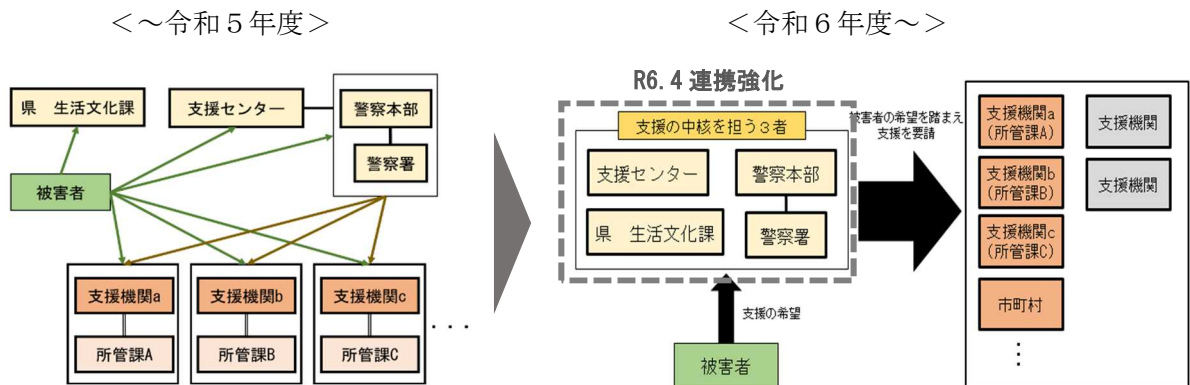 ＜～令和５年度＞
県　生活文化課
支援センター
警察本部
警察署
被害者
支援機関a
所管課A
支援機関b
所管課B
支援機関c
所管課C
・・・
＜令和６年度～＞
R6.4 連携強化
支援の中核を担う３者
支援センター
警察本部
県　生活文化課
警察署
支援の希望
被害者
被害者の希望を踏まえ
支援を要請
支援機関a
(所管課A)
支援機関b
(所管課B)
支援機関c
(所管課C)
市町村
⋮
支援機関
支援機関